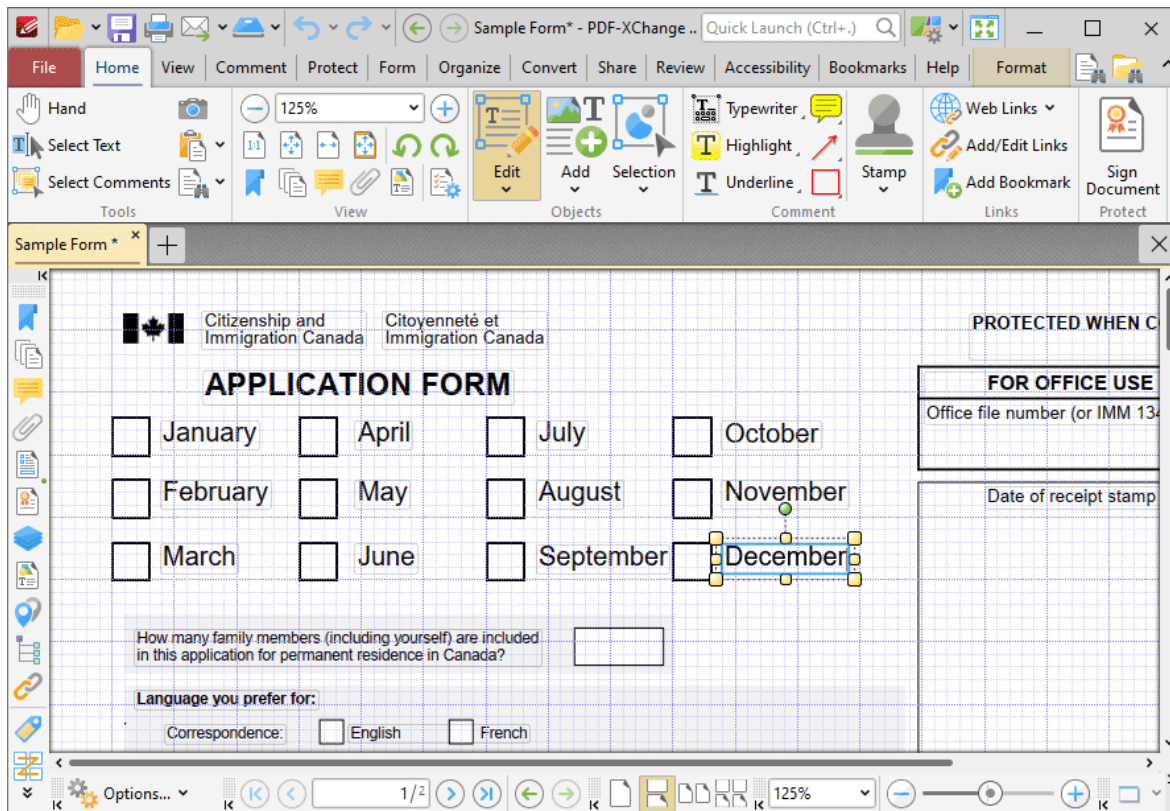 Sample Form* - PDF-XChange ..
Quick Launch (Ctrl+.)
File Home View Comment Protect Form Organize Convert Share Review Accessibility Bookmarks Help Format
Hand
Select Text
Select Comments
Tools
125%
1:1
View
Edit
Add
Selection
Objects
Typewriter
Highlight
Underline
Stamp
Comment
Web Links
Add/Edit Links
Add Bookmark
Links
Sign
Document
Protect
Sample Form *
Citizenship and
Immigration Canada
Citoyenneté et
Immigration Canada
PROTECTED WHEN C
APPLICATION FORM
FOR OFFICE USE
Office file number (or IMM 134
January April July October
February May August November
Date of receipt stamp
March June September December
How many family members (including yourself) are included
in this application for permanent residence in Canada?
Language you prefer for:
Correspondence: English French
Options...
1/2
125%